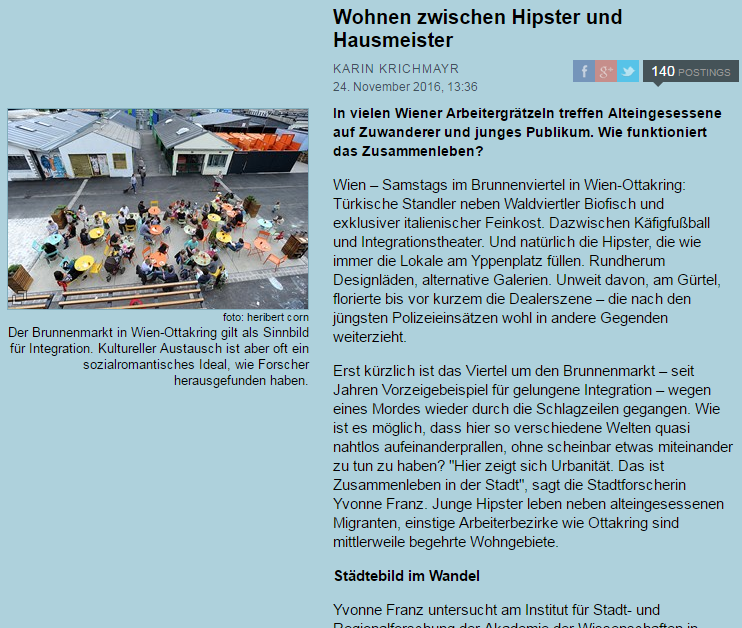 Wohnen zwischen Hipster und
Hausmeister
KARIN KRICHMAYR
24. November 2016, 13:36
f
g+
140 POSTINGS
foto: heribert corn
Der Brunnenmarkt in Wien-Ottakring gilt als Sinnbild
für Integration. Kultureller Austausch ist aber oft ein
sozialromantisches Ideal, wie Forscher
herausgefunden haben.
In vielen Wiener Arbeitergrätzeln treffen Alteingesessene
auf Zuwanderer und junges Publikum. Wie funktioniert
das Zusammenleben?
Wien – Samstags im Brunnenviertel in Wien-Ottakring:
Türkische Standler neben Waldviertler Biofisch und
exklusiver italienischer Feinkost. Dazwischen Käfigfußball
und Integrationstheater. Und natürlich die Hipster, die wie
immer die Lokale am Yppenplatz füllen. Rundherum
Designläden, alternative Galerien. Unweit davon, am Gürtel,
florierte bis vor kurzem die Dealerszene – die nach den
jüngsten Polizeieinsätzen wohl in andere Gegenden
weiterzieht.
Erst kürzlich ist das Viertel um den Brunnenmarkt – seit
Jahren Vorzeigebeispiel für gelungene Integration – wegen
eines Mordes wieder durch die Schlagzeilen gegangen. Wie
ist es möglich, dass hier so verschiedene Welten quasi
nahtlos aufeinanderprallen, ohne scheinbar etwas miteinander
zu tun zu haben? "Hier zeigt sich Urbanität. Das ist
Zusammenleben in der Stadt", sagt die Stadtforscherin
Yvonne Franz. Junge Hipster leben neben alteingesessenen
Migranten, einstige Arbeiterbezirke wie Ottakring sind
mittlerweile begehrte Wohngebiete.
Städtebild im Wandel
Yvonne Franz untersucht am Institut für Stadt- und
Regionalforschung der Akademie der Wissenschaften in